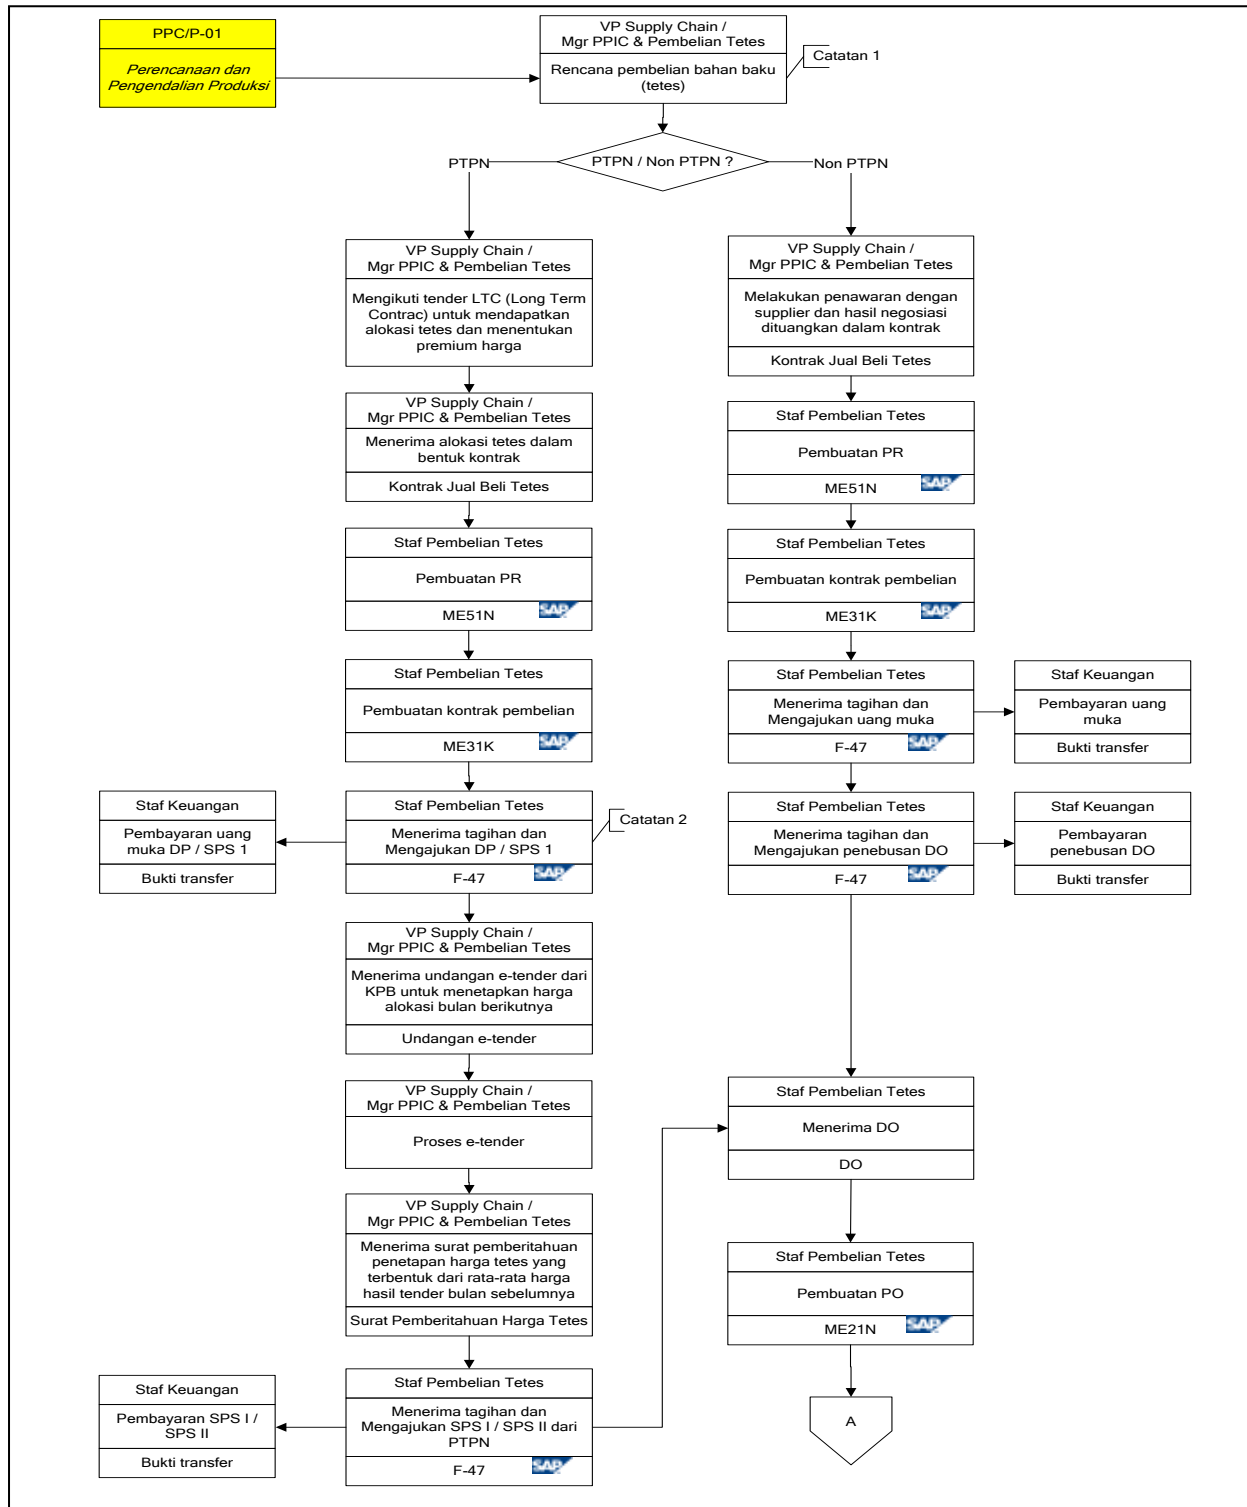 PPC/P-01
Perencanaan dan
Pengendalian Produksi
VP Supply Chain /
Mgr PPIC & Pembelian Tetes
Rencana pembelian bahan baku
(tetes)
Catatan 1
PTPN / Non PTPN ?
PTPN
Non PTPN
VP Supply Chain /
Mgr PPIC & Pembelian Tetes
Mengikuti tender LTC (Long Term
Contrac) untuk mendapatkan
alokasi tetes dan menentukan
premium harga
VP Supply Chain /
Mgr PPIC & Pembelian Tetes
Menerima alokasi tetes dalam
bentuk kontrak
Kontrak Jual Beli Tetes
Staf Pembelian Tetes
Pembuatan PR
ME51N
SAP
Staf Pembelian Tetes
Pembuatan kontrak pembelian
ME31K
SAP
Staf Pembelian Tetes
Menerima tagihan dan
Mengajukan DP / SPS 1
F-47
SAP
Catatan 2
Staf Keuangan
Pembayaran uang
muka DP / SPS 1
Bukti transfer
VP Supply Chain /
Mgr PPIC & Pembelian Tetes
Menerima undangan e-tender dari
KPB untuk menetapkan harga
alokasi bulan berikutnya
Undangan e-tender
VP Supply Chain /
Mgr PPIC & Pembelian Tetes
Proses e-tender
VP Supply Chain /
Mgr PPIC & Pembelian Tetes
Menerima surat pemberitahuan
penetapan harga tetes yang
terbentuk dari rata-rata harga
hasil tender bulan sebelumnya
Surat Pemberitahuan Harga Tetes
Staf Pembelian Tetes
Menerima tagihan dan
Mengajukan SPS I / SPS II dari
PTPN
F-47
SAP
Staf Keuangan
Pembayaran SPS I /
SPS II
Bukti transfer
VP Supply Chain /
Mgr PPIC & Pembelian Tetes
Melakukan penawaran dengan
supplier dan hasil negosiasi
dituangkan dalam kontrak
Kontrak Jual Beli Tetes
Staf Pembelian Tetes
Pembuatan PR
ME51N
SAP
Staf Pembelian Tetes
Pembuatan kontrak pembelian
ME31K
SAP
Staf Pembelian Tetes
Menerima tagihan dan
Mengajukan uang muka
F-47
SAP
Staf Keuangan
Pembayaran uang
muka
Bukti transfer
Staf Pembelian Tetes
Menerima tagihan dan
Mengajukan penebusan DO
F-47
SAP
Staf Keuangan
Pembayaran
penebusan DO
Bukti transfer
Staf Pembelian Tetes
Menerima DO
DO
Staf Pembelian Tetes
Pembuatan PO
ME21N
SAP
A